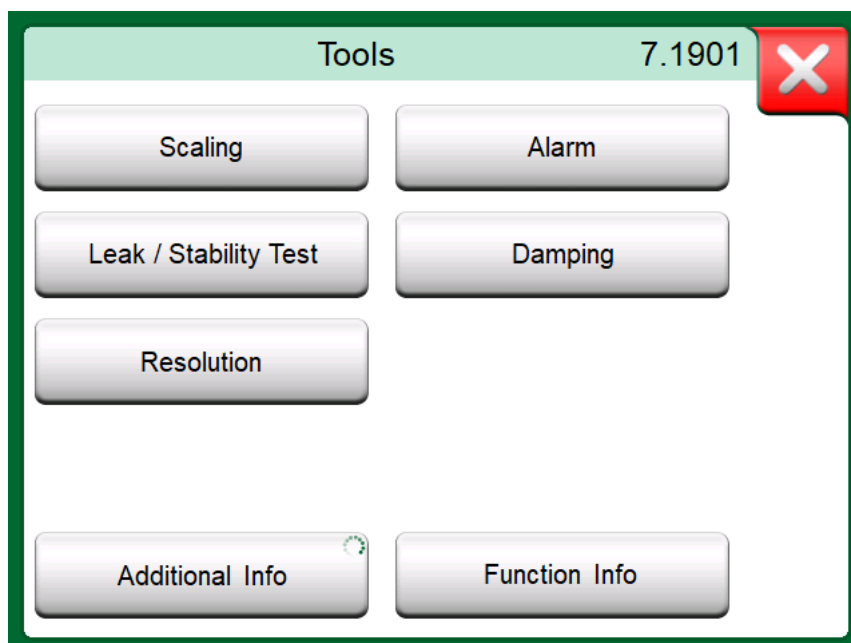 Tools 7.1901
Scaling Alarm
Leak / Stability Test Damping
Resolution
Additional Info Function Info